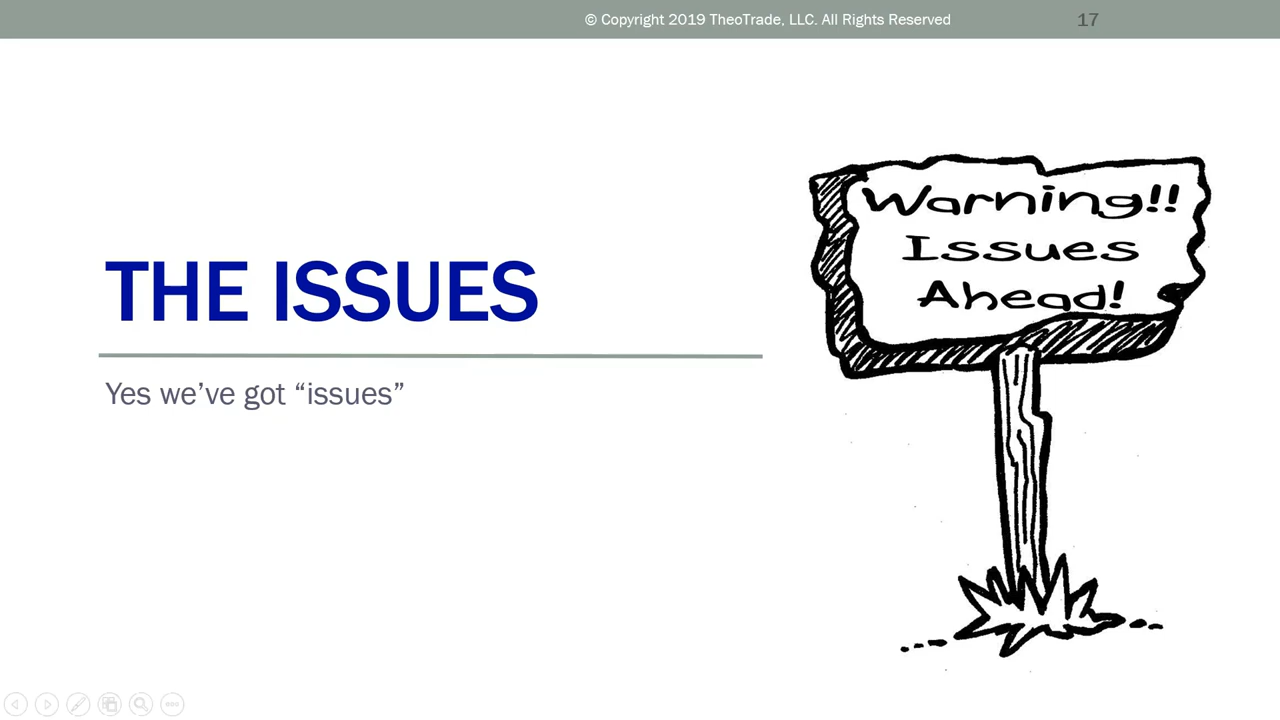 © Copyright 2019 TheoTrade, LLC. All Rights Reserved
17
Warning!!
Issues
Ahead!
THE ISSUES
Yes we’ve got “issues”